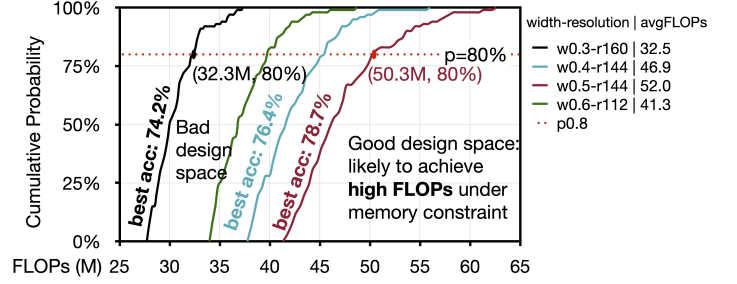 Cumulative Probability
100%
75%
50%
25%
0%
FLOPs (M) 25 30 35 40 45 50 55 60 65
best acc: 74.2%
best acc: 76.4%
best acc: 78.7%
(32.3M, 80%)
(50.3M, 80%)
p=80%
Bad
design
space
Good design space:
likely to achieve
high FLOPs under
memory constraint
width-resolution | avgFLOPs
w0.3-r160 | 32.5
w0.4-r144 | 46.9
w0.5-r144 | 52.0
w0.6-r112 | 41.3
p0.8